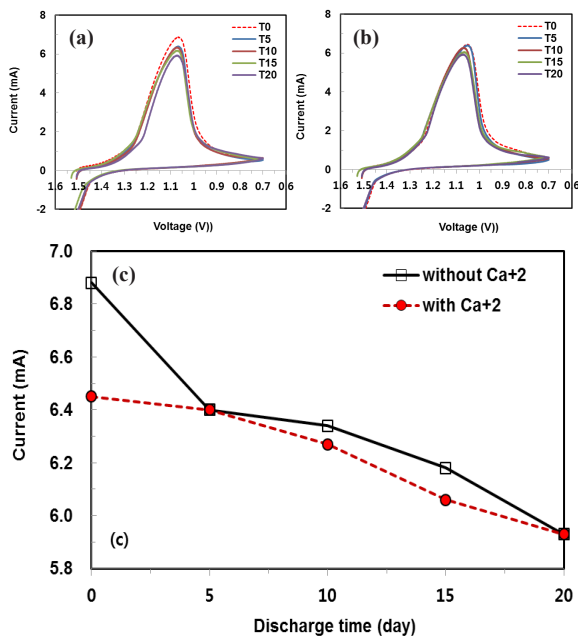 (a)
T0
T5
T10
T15
T20
Current (mA)
8
6
4
2
0
-2
1.6 1.5 1.4 1.3 1.2 1.1 1 0.9 0.8 0.7 0.6
Voltage (V))
(b)
T0
T5
T10
T15
T20
Current (mA)
8
6
4
2
0
-2
1.6 1.5 1.4 1.3 1.2 1.1 1 0.9 0.8 0.7 0.6
Voltage (V))
(c)
without Ca+2
with Ca+2
Current (mA)
7.0
6.8
6.6
6.4
6.2
6.0
5.8
(c)
0 5 10 15 20
Discharge time (day)